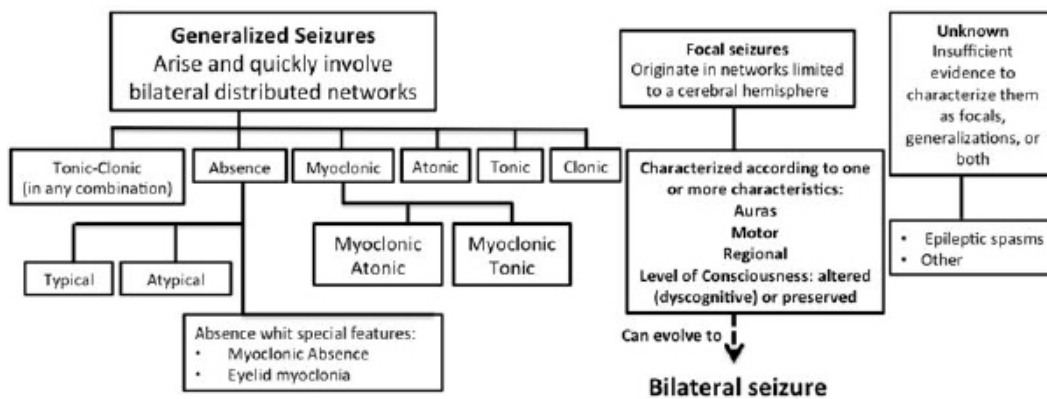 Generalized Seizures
Arise and quickly involve
bilateral distributed networks
Tonic-Clonic
(in any combination)
Absence
Myoclonic
Atonic
Tonic
Clonic
Typical
Atypical
Myoclonic
Atonic
Myoclonic
Tonic
Absence whit special features:
• Myoclonic Absence
• Eyelid myoclonia
Focal seizures
Originate in networks limited
to a cerebral hemisphere
Characterized according to one
or more characteristics:
Auras
Motor
Regional
Level of Consciousness: altered
(dyscognitive) or preserved
Can evolve to
Bilateral seizure
Unknown
Insufficient
evidence to
characterize them
as focals,
generalizations, or
both
• Epileptic spasms
• Other